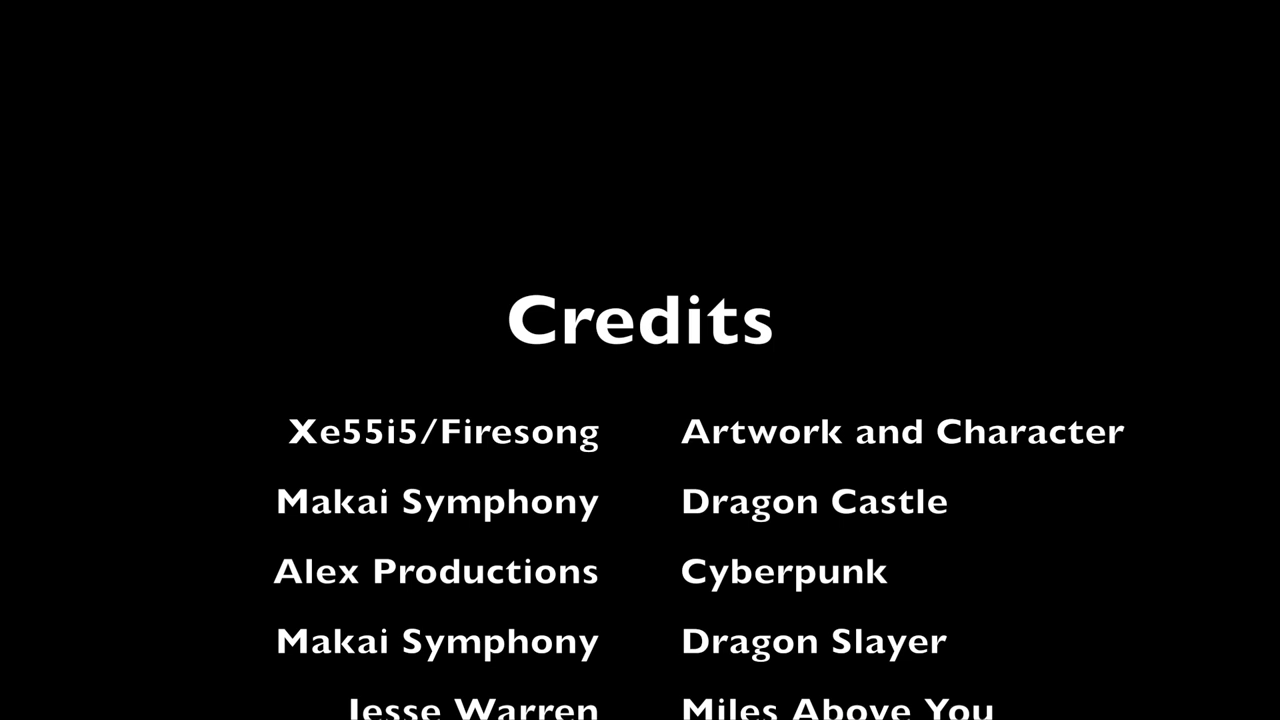 Credits
Xe55i5/Firesong Artwork and Character
Makai Symphony Dragon Castle
Alex Productions Cyberpunk
Makai Symphony Dragon Slayer
Jesse Warren Miles Above You